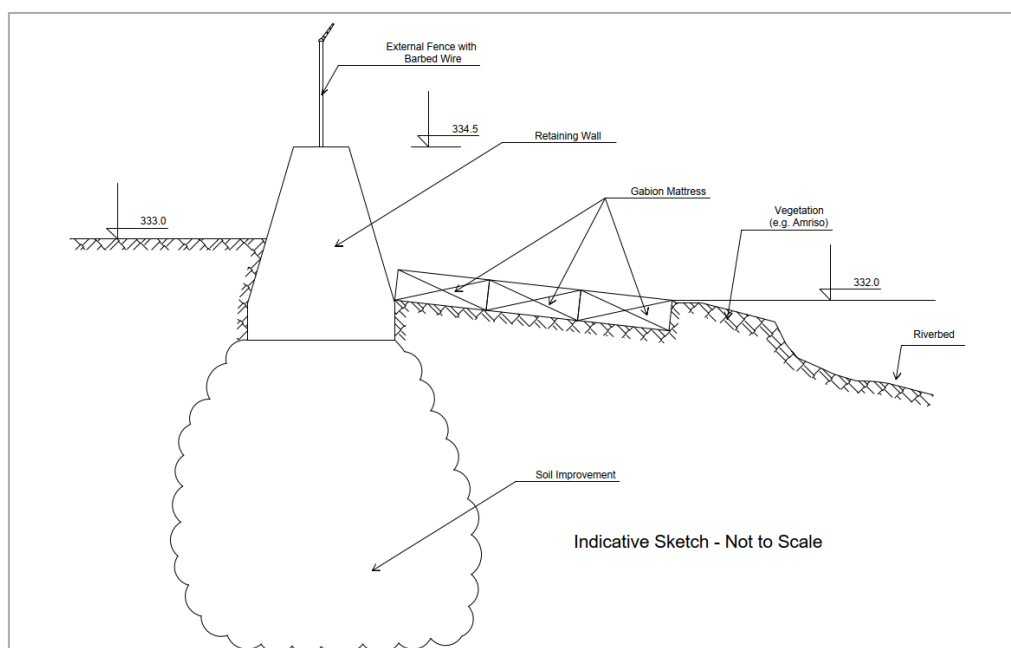 External Fence with
Barbed Wire
334.5
Retaining Wall
Gabion Mattress
Vegetation
(e.g. Amriso)
333.0
332.0
Riverbed
Soil Improvement
Indicative Sketch - Not to Scale